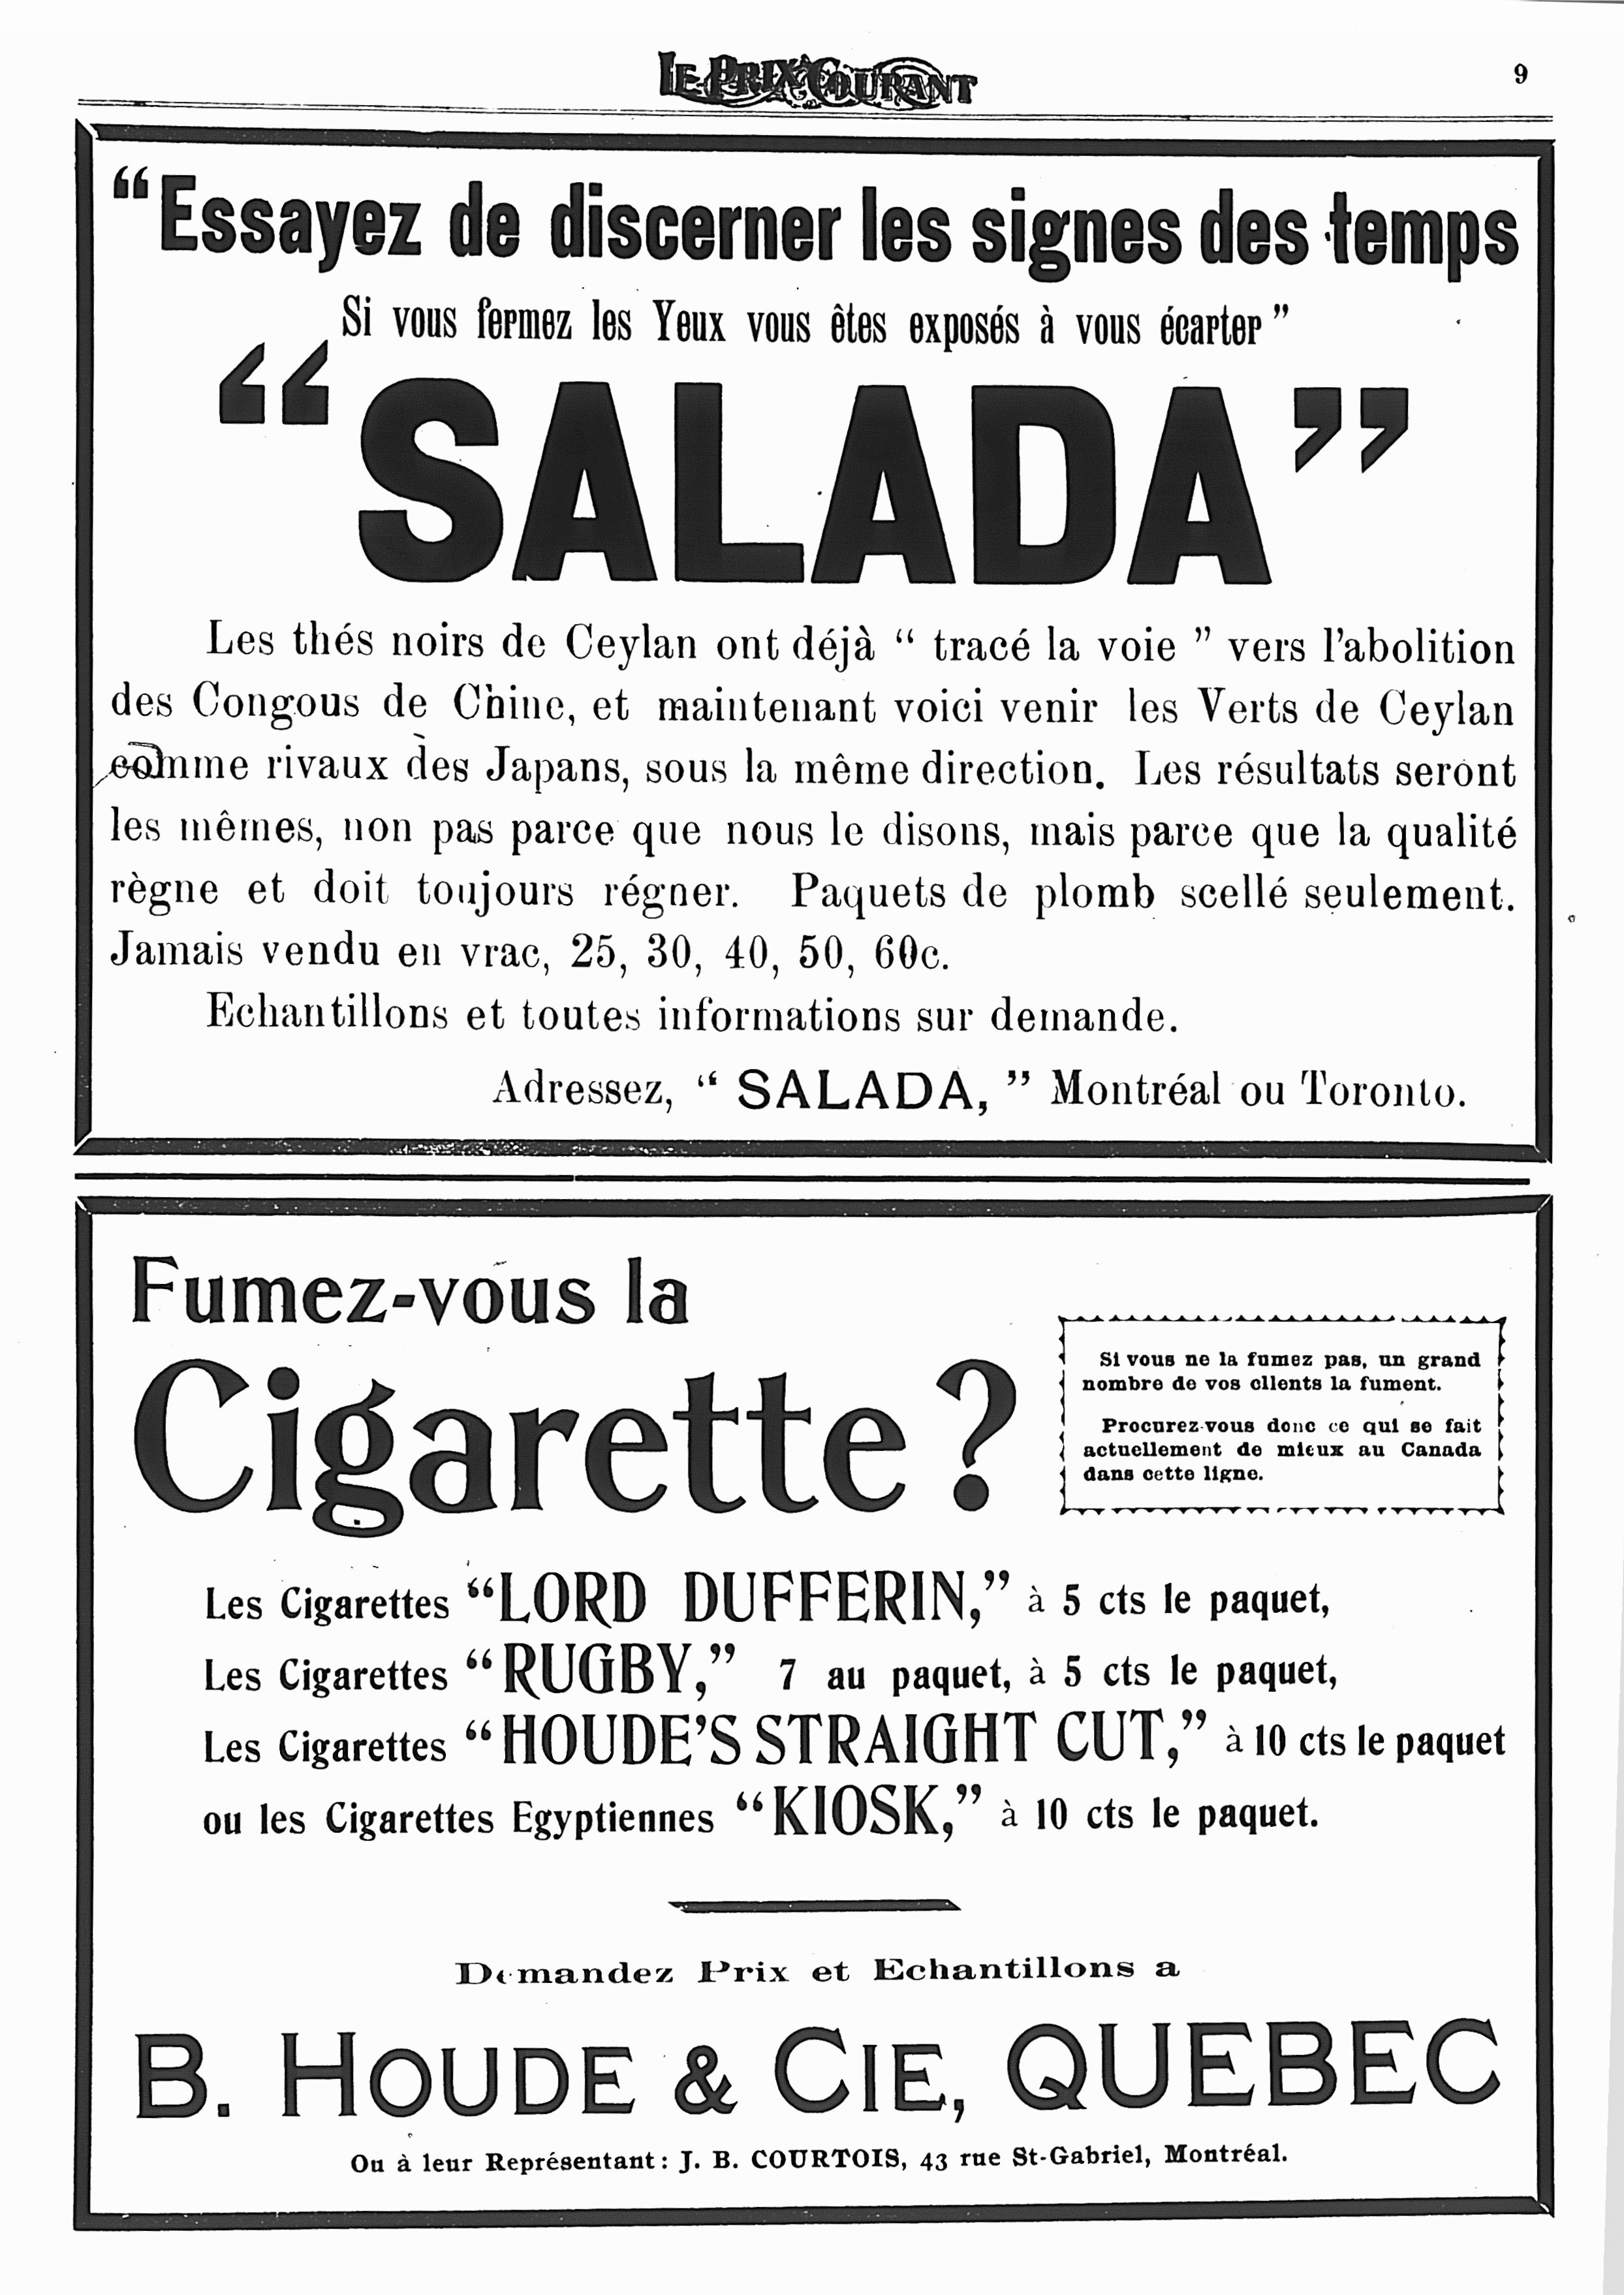 LE PRIX COURANT
9
“Essayez de discerner les signes des temps
Si vous fermez les Yeux vous êtes exposés à vous écarter”
“SALADA”
Les thés noirs de Ceylan ont déjà “ tracé la voie ” vers l'abolition
des Congous de Chine, et maintenant voici venir les Verts de Ceylan
comme rivaux des Japans, sous la même direction. Les résultats seront
les mêmes, non pas parce que nous le disons, mais parce que la qualité
règne et doit toujours régner. Paquets de plomb scellé seulement.
Jamais vendu en vrac, 25, 30, 40, 50, 60c.
Echantillons et toutes informations sur demande.
Adressez, “ SALADA, ” Montréal ou Toronto.
Fumez-vous la
Cigarette ?
Si vous ne la fumez pas, un grand
nombre de vos clients la fument.
Procurez-vous donc ce qui se fait
actuellement de mieux au Canada
dans cette ligne.
Les Cigarettes “LORD DUFFERIN,” à 5 cts le paquet,
Les Cigarettes “RUGBY,” 7 au paquet, à 5 cts le paquet,
Les Cigarettes “HOUDE'S STRAIGHT CUT,” à 10 cts le paquet
ou les Cigarettes Egyptiennes “KIOSK,” à 10 cts le paquet.
Demandez Prix et Echantillons a
B. HOUDE & CIE, QUEBEC
Ou à leur Représentant: J. B. COURTOIS, 43 rue St-Gabriel, Montréal.